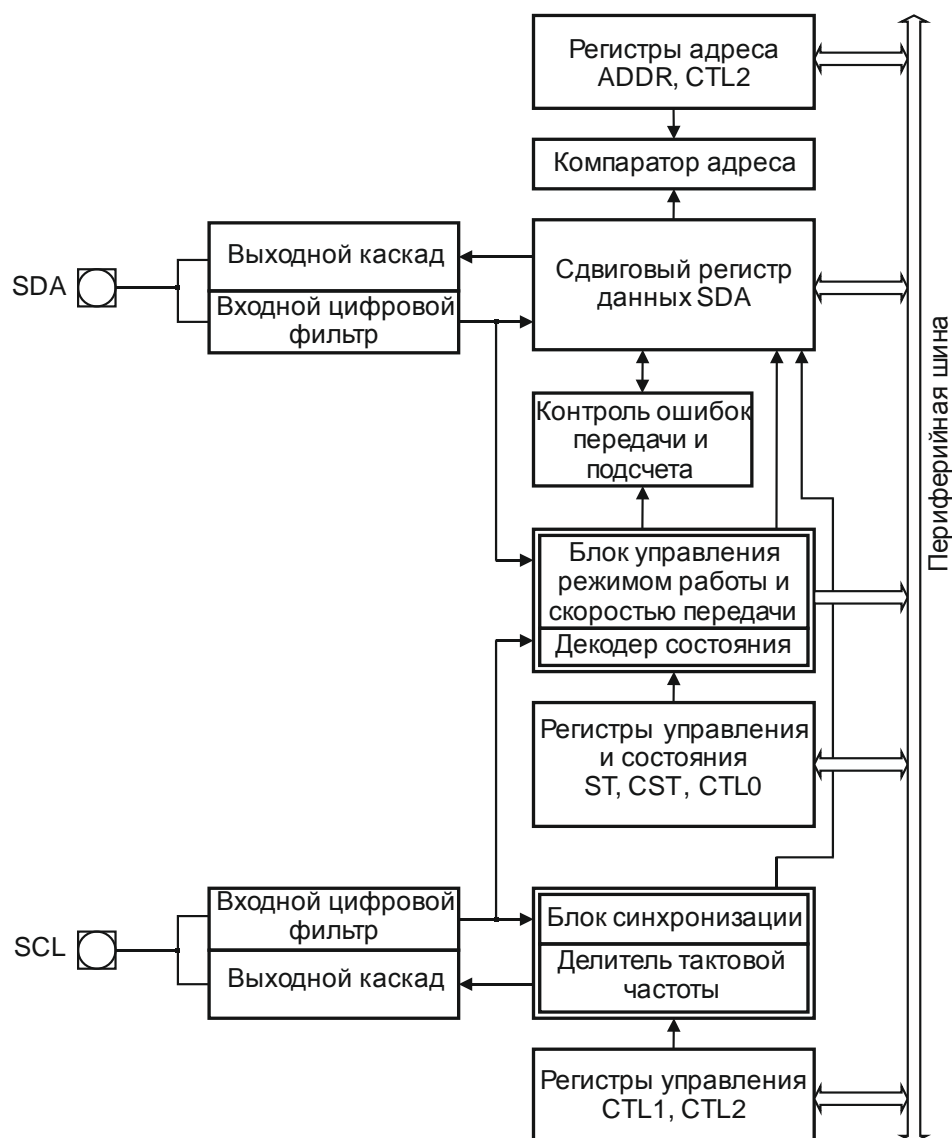 Регистры адреса
ADDR, CTL2
Компаратор адреса
Выходной каскад
SDA
Входной цифровой
фильтр
Сдвиговый регистр
данных SDA
Контроль ошибок
передачи и
подсчета
Блок управления
режимом работы и
скоростью передачи
Декодер состояния
Регистры управления
и состояния
ST, CST, CTL0
Входной цифровой
фильтр
SCL
Выходной каскад
Блок синхронизации
Делитель тактовой
частоты
Регистры управления
CTL1, CTL2
Периферийная шина